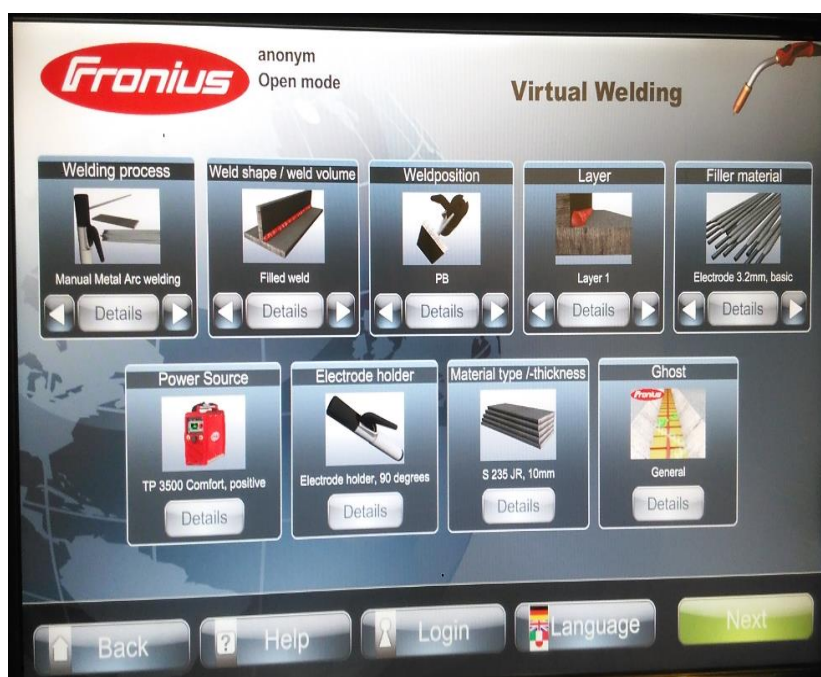 Fronius
anonym
Open mode
Virtual Welding
Welding process
Manual Metal Arc welding
Details
Weld shape / weld volume
Filled weld
Details
Weldposition
PB
Details
Layer
Layer 1
Details
Filler material
Electrode 3.2mm, basic
Details
Power Source
TP 3500 Comfort, positive
Details
Electrode holder
Electrode holder, 90 degrees
Details
Material type /-thickness
S 235 JR, 10mm
Details
Ghost
Fronius
General
Details
Back
? Help
Login
Language
Next